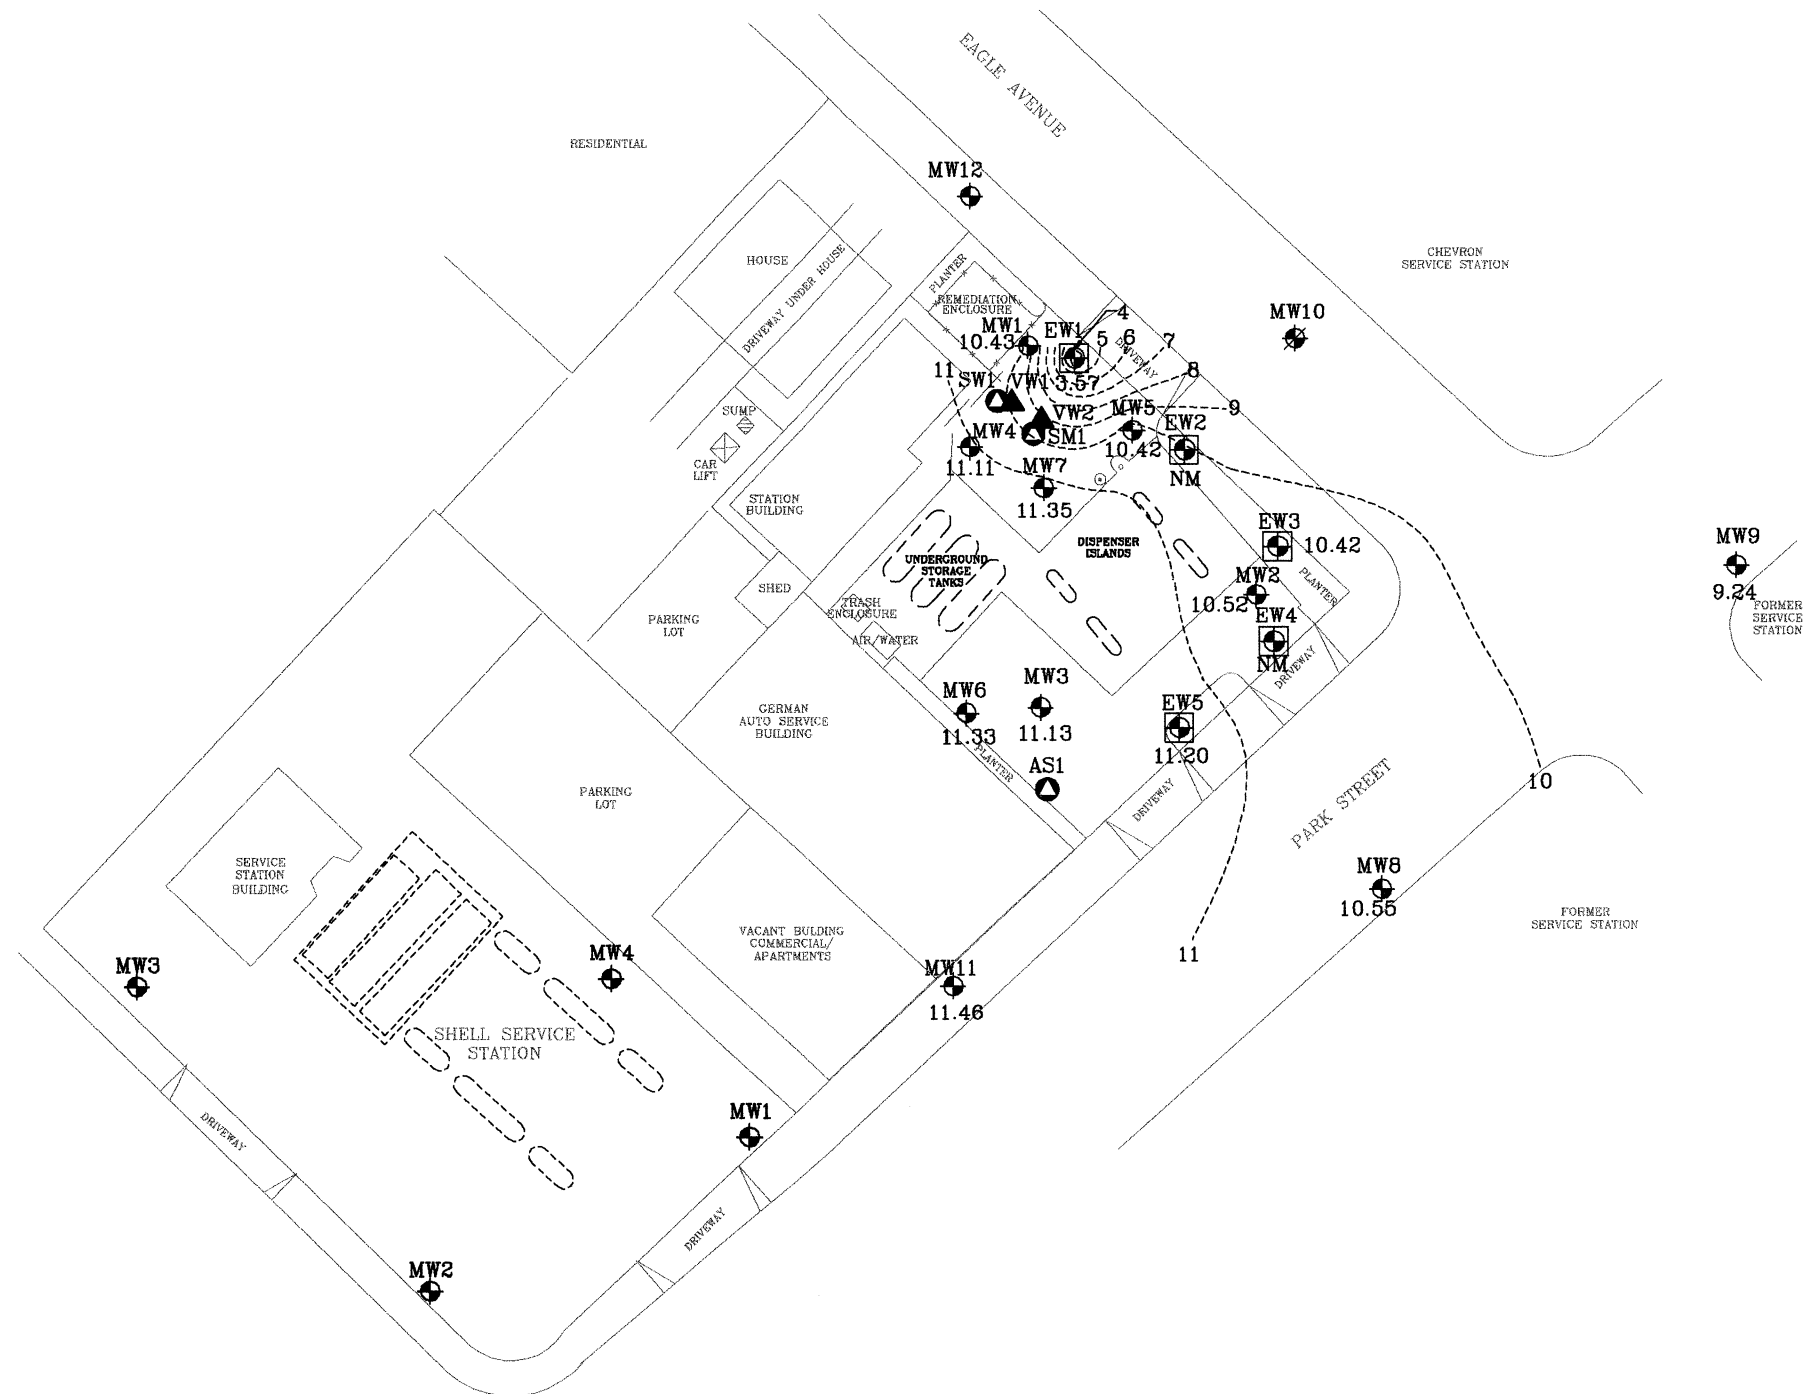 EAGLE AVENUE
RESIDENTIAL
MW12
HOUSE
DRIVEWAY UNDER HOUSE
PLANTER
CHEVRON
SERVICE STATION
REMEDIATION
ENCLOSURE
MW1
10.43
EW1
3.57
4
5
6
7
8
9
DRIVEWAY
MW10
11
SW1
VW1
VW2
SM1
MW5
10.42
EW2
NM
MW4
11.11
MW7
11.35
SUMP
CAR
LIFT
STATION
BUILDING
DISPENSER
ISLANDS
UNDERGROUND
STORAGE
TANKS
EW3
10.42
MW2
10.52
PLANTER
EW4
NM
DRIVEWAY
MW9
9.24
FORMER
SERVICE
STATION
SHED
TRASH
ENCLOSURE
AIR/WATER
PARKING
LOT
MW6
11.33
MW3
11.13
EW5
11.20
PLANTER
AS1
GERMAN
AUTO SERVICE
BUILDING
DRIVEWAY
PARK STREET
10
PARKING
LOT
SERVICE
STATION
BUILDING
MW8
10.55
FORMER
SERVICE STATION
VACANT BULDING
COMMERCIAL/
APARTMENTS
11
MW3
MW4
MW11
11.46
SHELL SERVICE
STATION
MW1
DRIVEWAY
DRIVEWAY
MW2